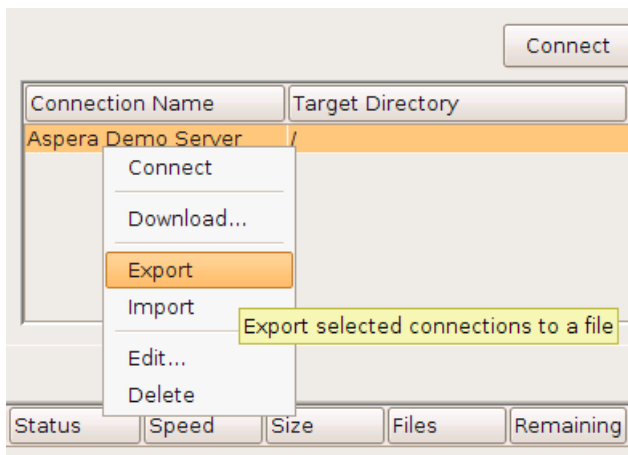 Connect
Connection Name Target Directory
Aspera Demo Server /
Connect
Download...
Export
Import
Export selected connections to a file
Edit...
Delete
Status Speed Size Files Remaining